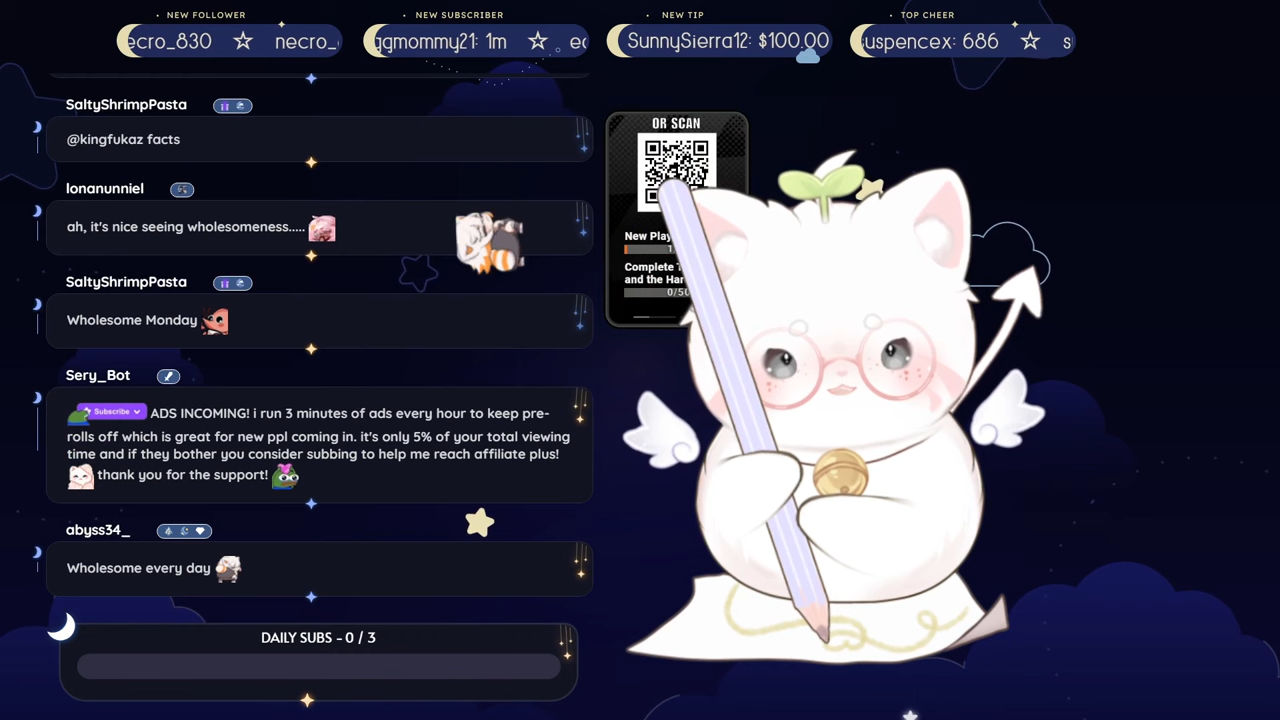 NEW FOLLOWER
NEW SUBSCRIBER
NEW TIP
TOP CHEER
ecro_830 ☆ necro_
gqmommy21: 1m ☆
SunnySierra12: $100.00
uspencex: 686 ☆ s
SaltyShrimpPasta
@kingfukaz facts
lonanunniel
ah, it's nice seeing wholesomeness.....
SaltyShrimpPasta
Wholesome Monday
Sery_Bot
Subscribe ADS INCOMING! i run 3 minutes of ads every hour to keep pre-
rolls off which is great for new ppl coming in. it's only 5% of your total viewing
time and if they bother you consider subbing to help me reach affiliate plus!
thank you for the support!
abyss34_
Wholesome every day
DAILY SUBS - 0 / 3
OR SCAN
New Play
Complete
and the Har
0/50